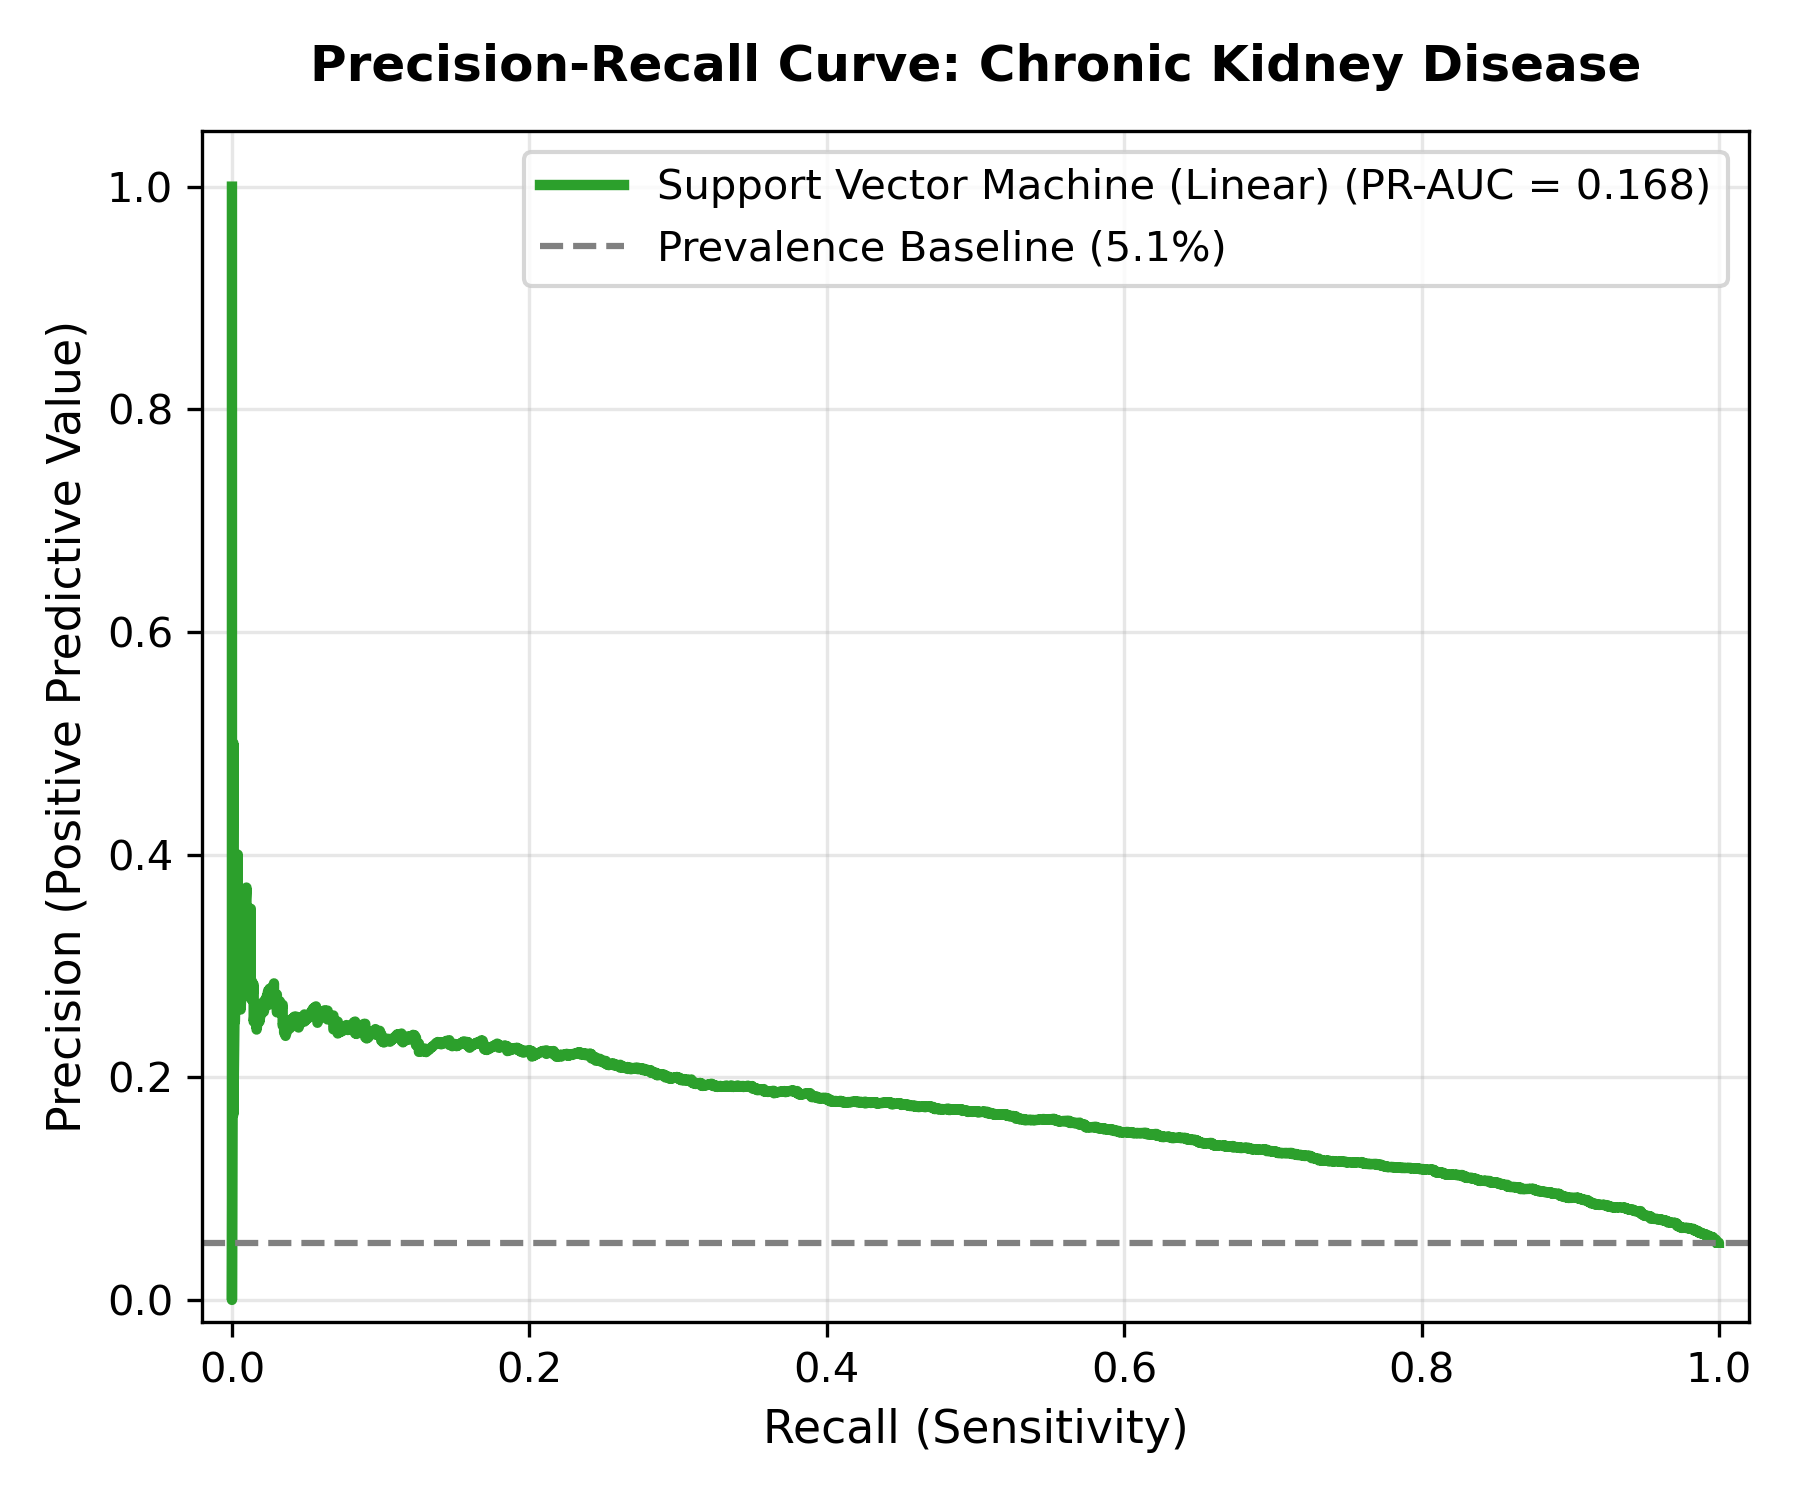 Precision-Recall Curve: Chronic Kidney Disease
Support Vector Machine (Linear) (PR-AUC = 0.168)
Prevalence Baseline (5.1%)
Precision (Positive Predictive Value)
1.0
0.8
0.6
0.4
0.2
0.0
0.0 0.2 0.4 0.6 0.8 1.0
Recall (Sensitivity)